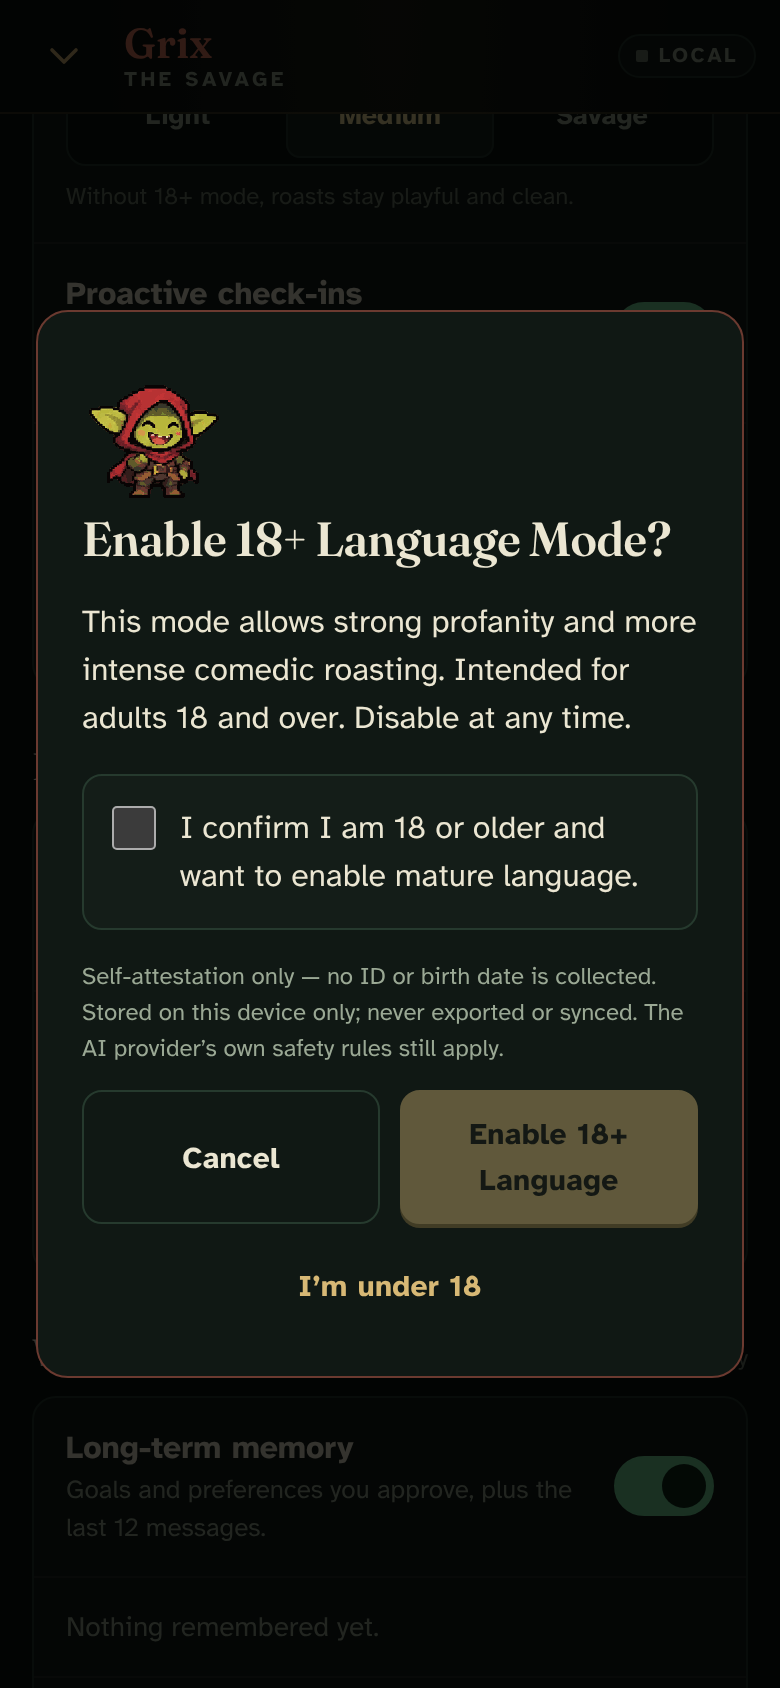 Grix
THE SAVAGE
LOCAL
Light Medium Savage
Without 18+ mode, roasts stay playful and clean.
Proactive check-ins
Enable 18+ Language Mode?
This mode allows strong profanity and more
intense comedic roasting. Intended for
adults 18 and over. Disable at any time.
I confirm I am 18 or older and
want to enable mature language.
Self-attestation only — no ID or birth date is collected.
Stored on this device only; never exported or synced. The
AI provider’s own safety rules still apply.
Cancel
Enable 18+
Language
I’m under 18
Long-term memory
Goals and preferences you approve, plus the
last 12 messages.
Nothing remembered yet.